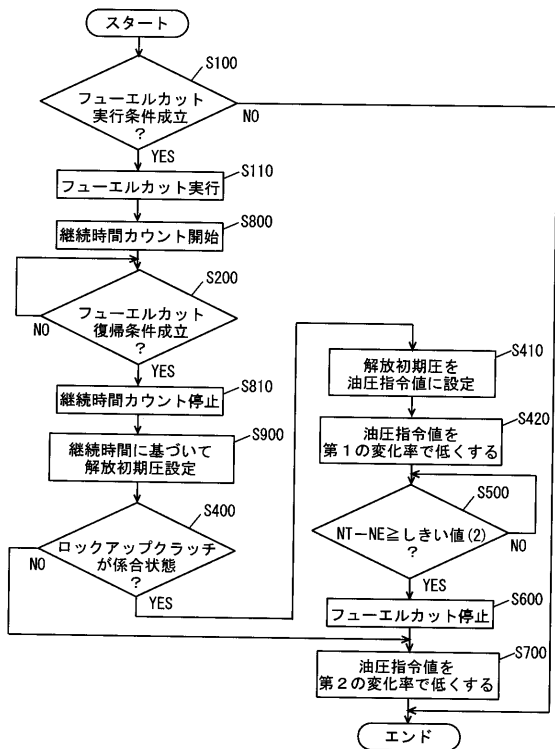 スタート
S100
フューエルカット
実行条件成立
?
NO
YES
S110
フューエルカット実行
S800
継続時間カウント開始
S200
フューエルカット
復帰条件成立
?
NO
YES
S810
継続時間カウント停止
S900
継続時間に基づいて
解放初期圧設定
S400
ロックアップクラッチ
が係合状態
?
NO
YES
S410
解放初期圧を
油圧指令値に設定
S420
油圧指令値を
第1の変化率で低くする
S500
NT−NE≧しきい値(2)
?
NO
YES
S600
フューエルカット停止
S700
油圧指令値を
第2の変化率で低くする
エンド